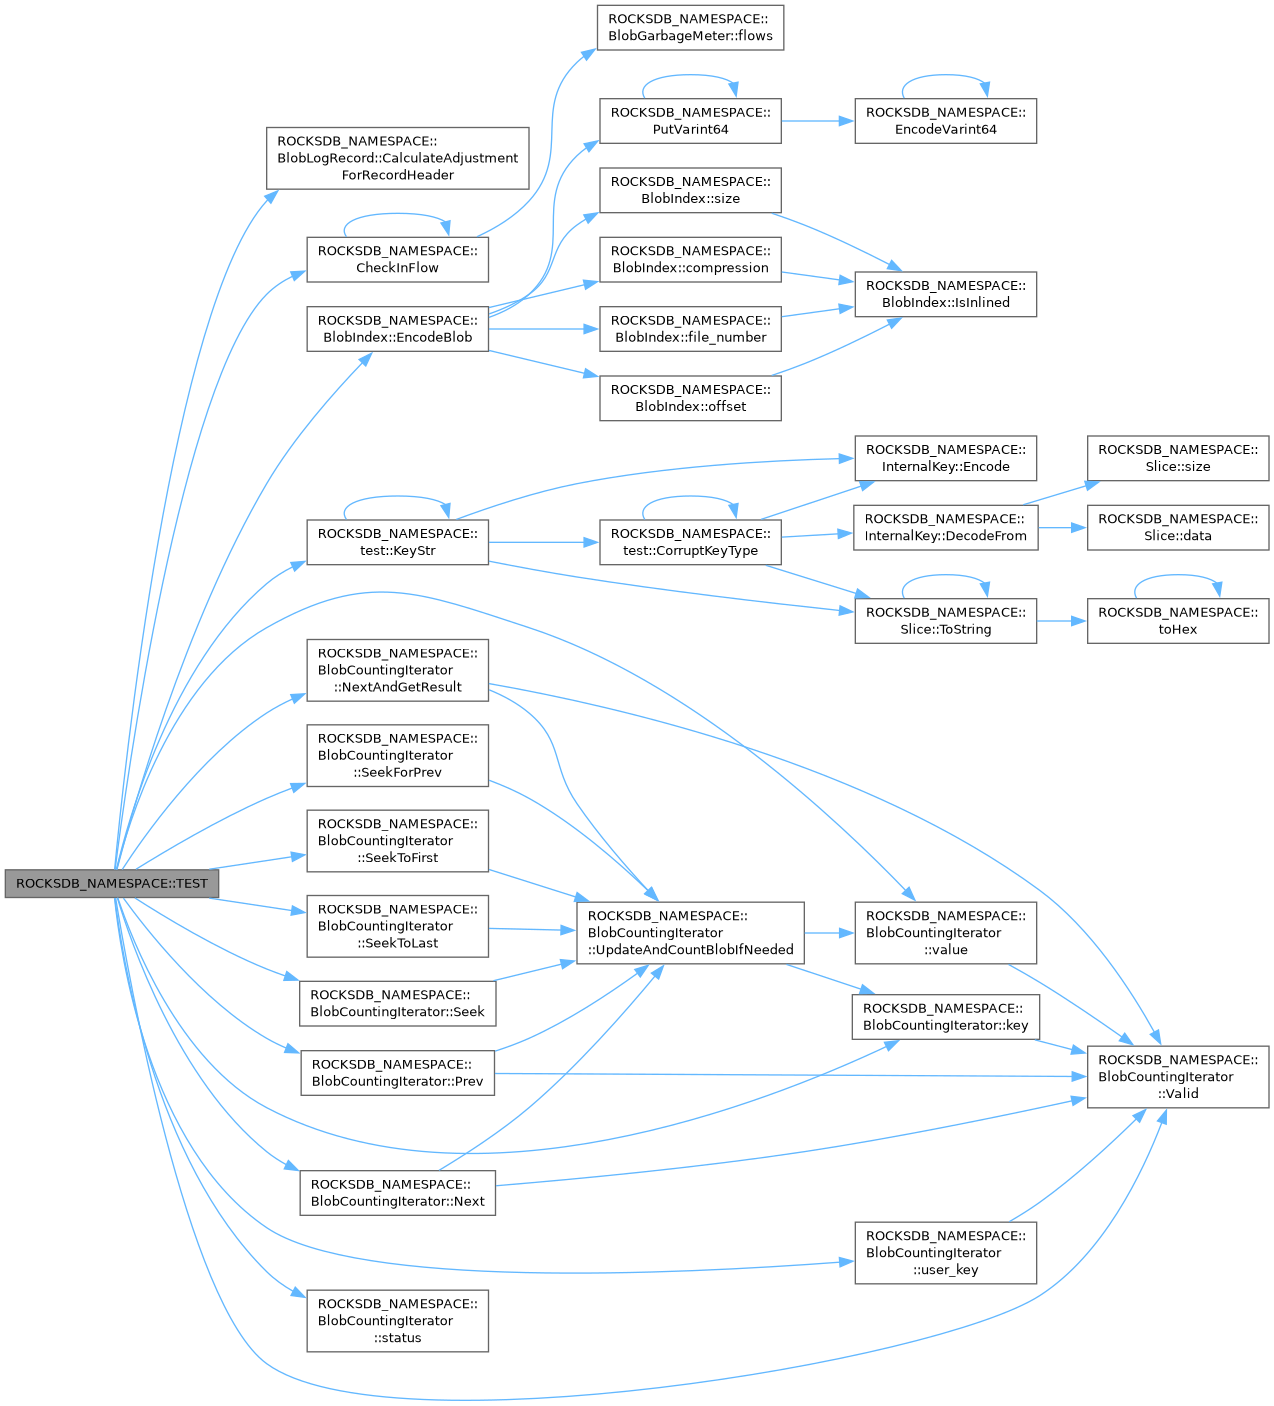 ROCKSDB_NAMESPACE::
BlobGarbageMeter::flows
ROCKSDB_NAMESPACE::
PutVarint64
ROCKSDB_NAMESPACE::
EncodeVarint64
ROCKSDB_NAMESPACE::
BlobLogRecord::CalculateAdjustment
ForRecordHeader
ROCKSDB_NAMESPACE::
BlobIndex::size
ROCKSDB_NAMESPACE::
CheckInFlow
ROCKSDB_NAMESPACE::
BlobIndex::compression
ROCKSDB_NAMESPACE::
BlobIndex::IsInlined
ROCKSDB_NAMESPACE::
BlobIndex::EncodeBlob
ROCKSDB_NAMESPACE::
BlobIndex::file_number
ROCKSDB_NAMESPACE::
BlobIndex::offset
ROCKSDB_NAMESPACE::
InternalKey::Encode
ROCKSDB_NAMESPACE::
Slice::size
ROCKSDB_NAMESPACE::
test::KeyStr
ROCKSDB_NAMESPACE::
test::CorruptKeyType
ROCKSDB_NAMESPACE::
InternalKey::DecodeFrom
ROCKSDB_NAMESPACE::
Slice::data
ROCKSDB_NAMESPACE::
Slice::ToString
ROCKSDB_NAMESPACE::
toHex
ROCKSDB_NAMESPACE::
BlobCountingIterator
::NextAndGetResult
ROCKSDB_NAMESPACE::
BlobCountingIterator
::SeekForPrev
ROCKSDB_NAMESPACE::
BlobCountingIterator
::SeekToFirst
ROCKSDB_NAMESPACE::TEST
ROCKSDB_NAMESPACE::
BlobCountingIterator
::SeekToLast
ROCKSDB_NAMESPACE::
BlobCountingIterator
::UpdateAndCountBlobIfNeeded
ROCKSDB_NAMESPACE::
BlobCountingIterator
::value
ROCKSDB_NAMESPACE::
BlobCountingIterator::Seek
ROCKSDB_NAMESPACE::
BlobCountingIterator::key
ROCKSDB_NAMESPACE::
BlobCountingIterator::Prev
ROCKSDB_NAMESPACE::
BlobCountingIterator
::Valid
ROCKSDB_NAMESPACE::
BlobCountingIterator::Next
ROCKSDB_NAMESPACE::
BlobCountingIterator
::user_key
ROCKSDB_NAMESPACE::
BlobCountingIterator
::status